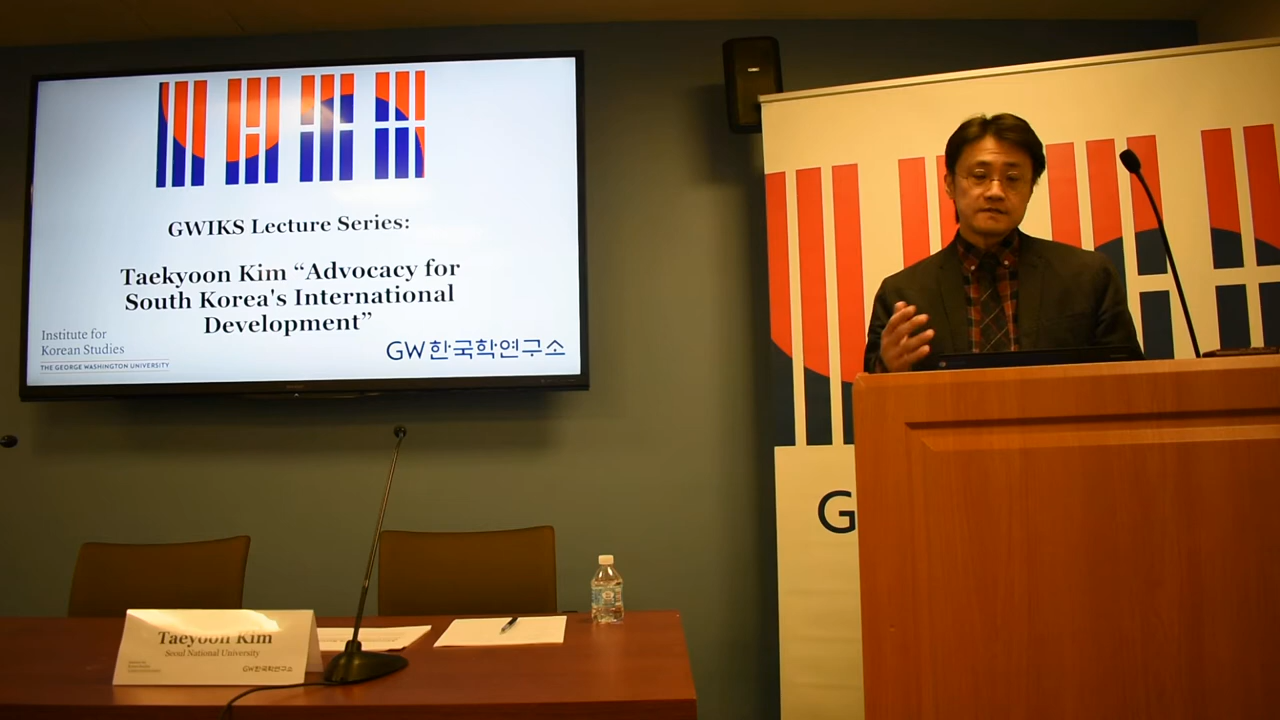 GWIKS Lecture Series:
Taekyoon Kim “Advocacy for
South Korea's International
Development”
Institute for
Korean Studies
THE GEORGE WASHINGTON UNIVERSITY
GW한국학연구소
G
Taeyoon Kim
Seoul National University
GW한국학연구소